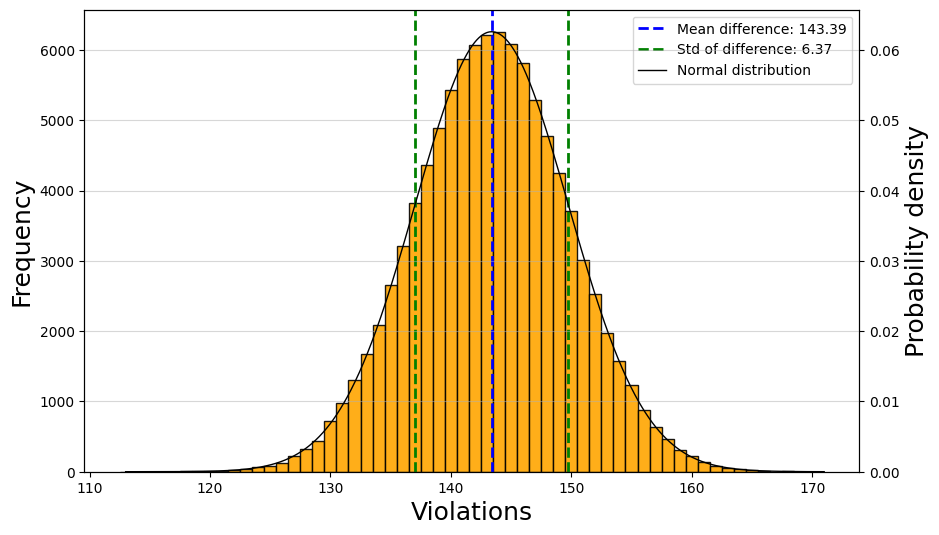 Mean difference: 143.39
Std of difference: 6.37
Normal distribution
Frequency
6000
5000
4000
3000
2000
1000
0
0.06
0.05
0.04
0.03
0.02
0.01
0.00
Probability density
110 120 130 140 150 160 170
Violations